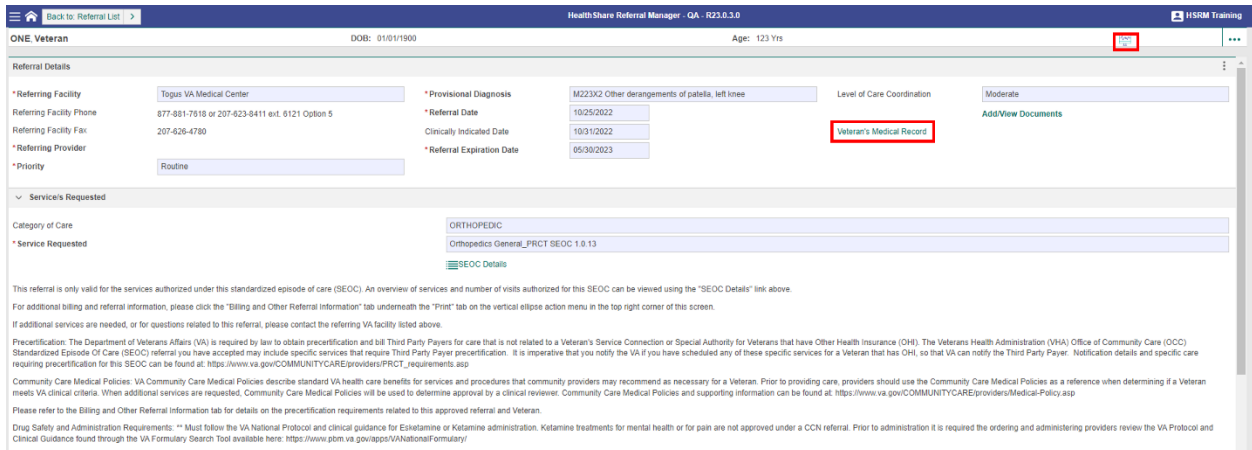 Back to: Referral List >
HealthShare Referral Manager - QA - R23.0.3.0
HSRM Training
ONE, Veteran DOB: 01/01/1900 Age: 123 Yrs
Referral Details
*Referring Facility Togus VA Medical Center *Provisional Diagnosis M223X2 Other derangements of patella, left knee Level of Care Coordination Moderate
Referring Facility Phone 877-881-7618 or 207-623-8411 ext. 6121 Option 5 *Referral Date 10/25/2022 Add/View Documents
Referring Facility Fax 207-626-4780 Clinically Indicated Date 10/31/2022 Veteran's Medical Record
*Referring Provider *Referral Expiration Date 05/30/2023
*Priority Routine
Service/s Requested
Category of Care ORTHOPEDIC
*Service Requested Orthopedics General_PRCT SEOC 1.0.13
SEOC Details
This referral is only valid for the services authorized under this standardized episode of care (SEOC). An overview of services and number of visits authorized for this SEOC can be viewed using the "SEOC Details" link above.
For additional billing and referral information, please click the "Billing and Other Referral Information" tab underneath the "Print" tab on the vertical ellipse action menu in the top right corner of this screen.
If additional services are needed, or for questions related to this referral, please contact the referring VA facility listed above.
Precertification: The Department of Veterans Affairs (VA) is required by law to obtain precertification and bill Third Party Payers for care that is not related to a Veteran's Service Connection or Special Authority for Veterans that have Other Health Insurance (OHI). The Veterans Health Administration (VHA) Office of Community Care (OCC)
Standardized Episode Of Care (SEOC) referral you have accepted may include specific services that require Third Party Payer precertification. It is imperative that you notify the VA if you have scheduled any of these specific services for a Veteran that has OHI, so that VA can notify the Third Party Payer. Notification details and specific care
requiring precertification for this SEOC can be found at: https://www.va.gov/COMMUNITYCARE/providers/PRCT_requirements.asp
Community Care Medical Policies: VA Community Care Medical Policies describe standard VA health care benefits for services and procedures that community providers may recommend as necessary for a Veteran. Prior to providing care, providers should use the Community Care Medical Policies as a reference when determining if a Veteran
meets VA clinical criteria. When additional services are requested, Community Care Medical Policies will be used to determine approval by a clinical reviewer. Community Care Medical Policies and supporting information can be found at: https://www.va.gov/COMMUNITYCARE/providers/Medical-Policy.asp
Please refer to the Billing and Other Referral Information tab for details on the precertification requirements related to this approved referral and Veteran.
Drug Safety and Administration Requirements: ** Must follow the VA National Protocol and clinical guidance for Esketamine or Ketamine administration. Ketamine treatments for mental health or for pain are not approved under a CCN referral. Prior to administration it is required the ordering and administering providers review the VA Protocol and
Clinical Guidance found through the VA Formulary Search Tool available here: https://www.pbm.va.gov/apps/VANationalFormulary/